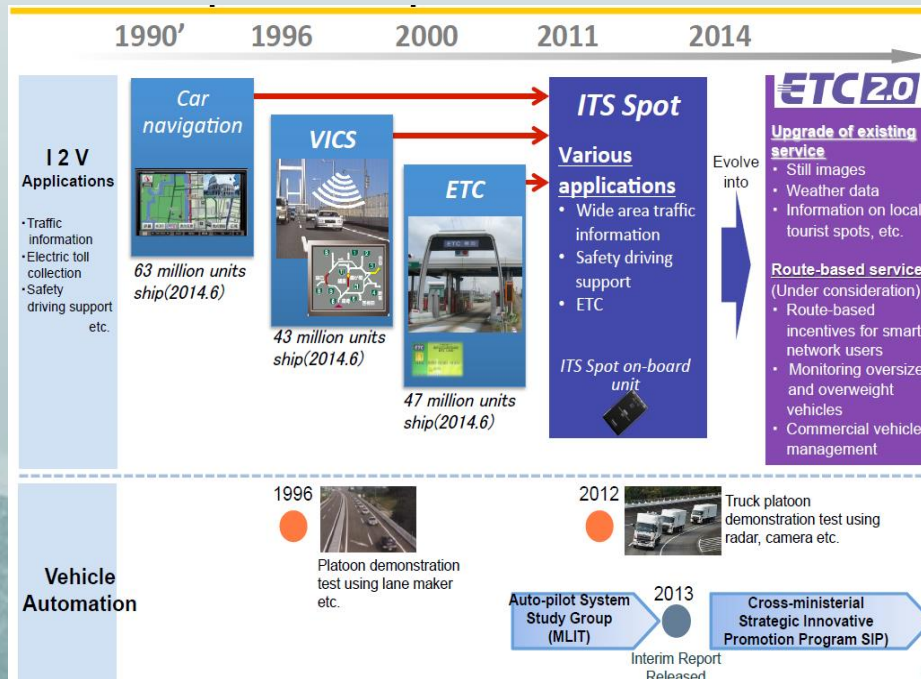 1990' 1996 2000 2011 2014
I 2 V
Applications
・Traffic
information
・Electric toll
collection
・Safety
driving support
etc.
Car
navigation
63 million units
ship(2014.6)
VICS
43 million units
ship(2014.6)
ETC
47 million units
ship(2014.6)
ITS Spot
Various
applications
• Wide area traffic
information
• Safety driving
support
• ETC
ITS Spot on-board
unit
Evolve
into
ETC 2.0
Upgrade of existing
service
• Still images
• Weather data
• Information on local
tourist spots, etc.
Route-based service
(Under consideration)
• Route-based
incentives for smart
network users
• Monitoring oversize
and overweight
vehicles
• Commercial vehicle
management
Vehicle
Automation
1996
Platoon demonstration
test using lane maker
etc.
2012
Truck platoon
demonstration test using
radar, camera etc.
Auto-pilot System
Study Group
(MLIT)
2013
Interim Report
Released
Cross-ministerial
Strategic Innovative
Promotion Program SIP)